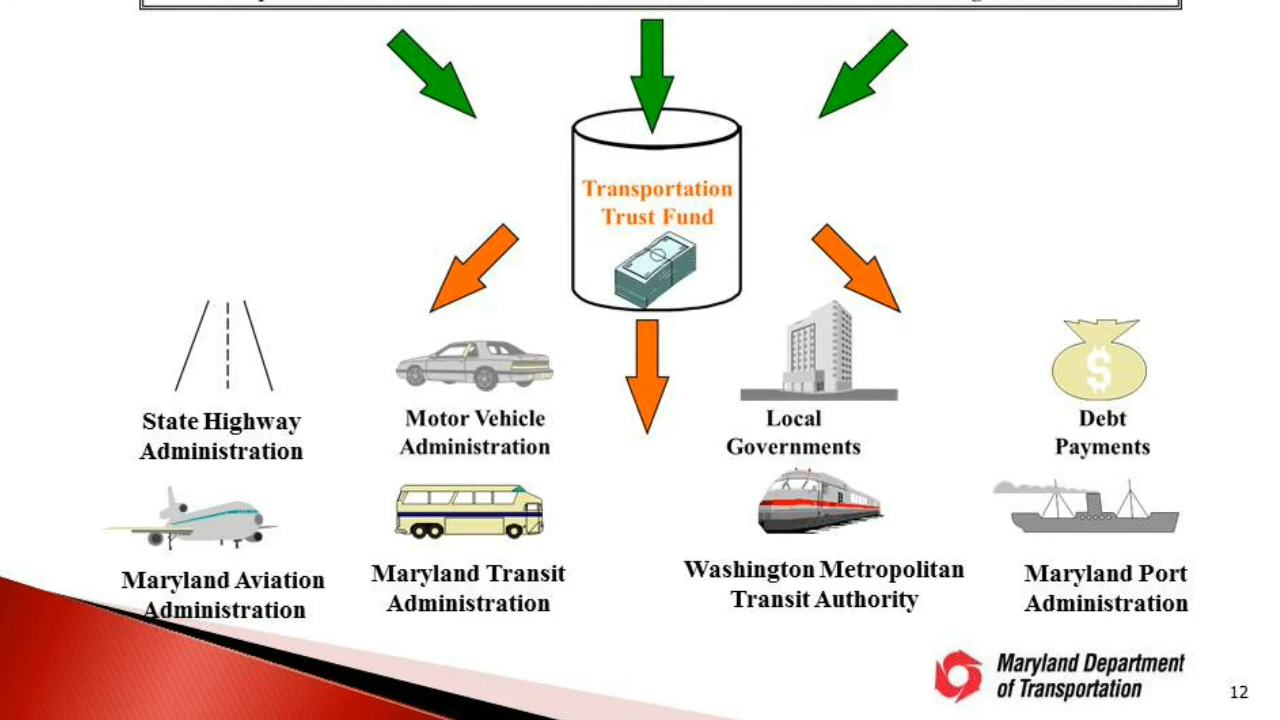 Transportation
Trust Fund
State Highway
Administration
Motor Vehicle
Administration
Local
Governments
Debt
Payments
Maryland Aviation
Administration
Maryland Transit
Administration
Washington Metropolitan
Transit Authority
Maryland Port
Administration
Maryland Department
of Transportation
12